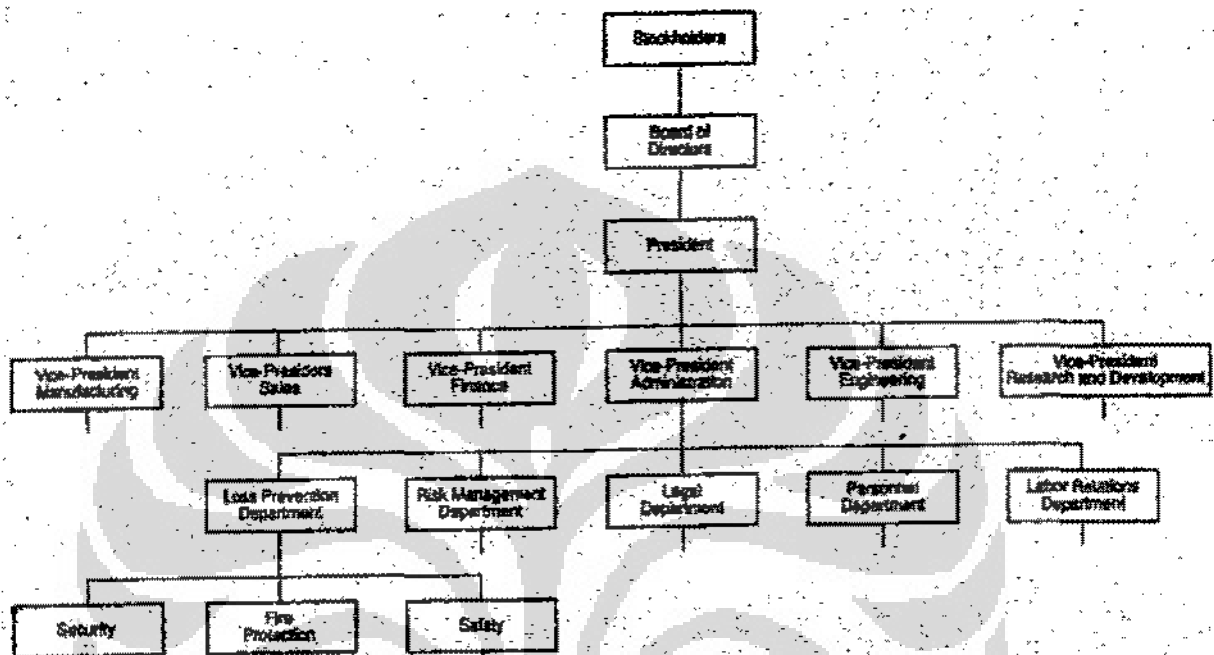 Stockholders
Board of
Directors
President
Vice-President
Manufacturing
Vice-President
Sales
Vice-President
Finance
Vice-President
Administration
Vice-President
Engineering
Vice-President
Research and Development
Loss Prevention
Department
Risk Management
Department
Legal
Department
Personnel
Department
Labor Relations
Department
Security
Fire
Protection
Safety